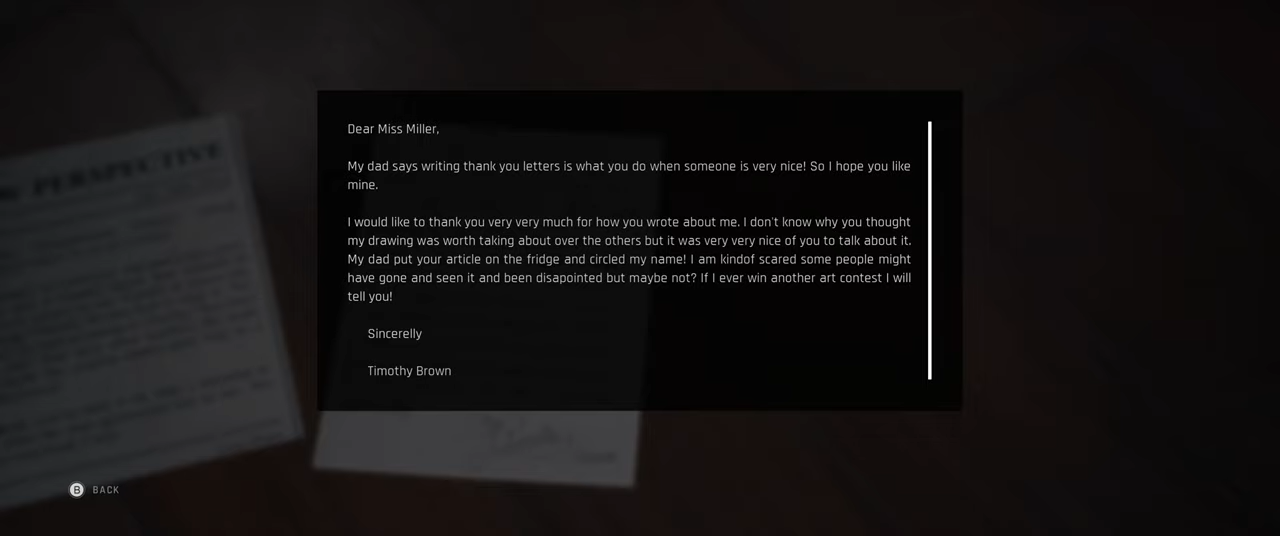 PERSPECTIVE
Dear Miss Miller,
My dad says writing thank you letters is what you do when someone is very nice! So I hope you like
mine.
I would like to thank you very very much for how you wrote about me. I don't know why you thought
my drawing was worth taking about over the others but it was very very nice of you to talk about it.
My dad put your article on the fridge and circled my name! I am kindof scared some people might
have gone and seen it and been disapointed but maybe not? If I ever win another art contest I will
tell you!
Sincerelly
Timothy Brown
B BACK